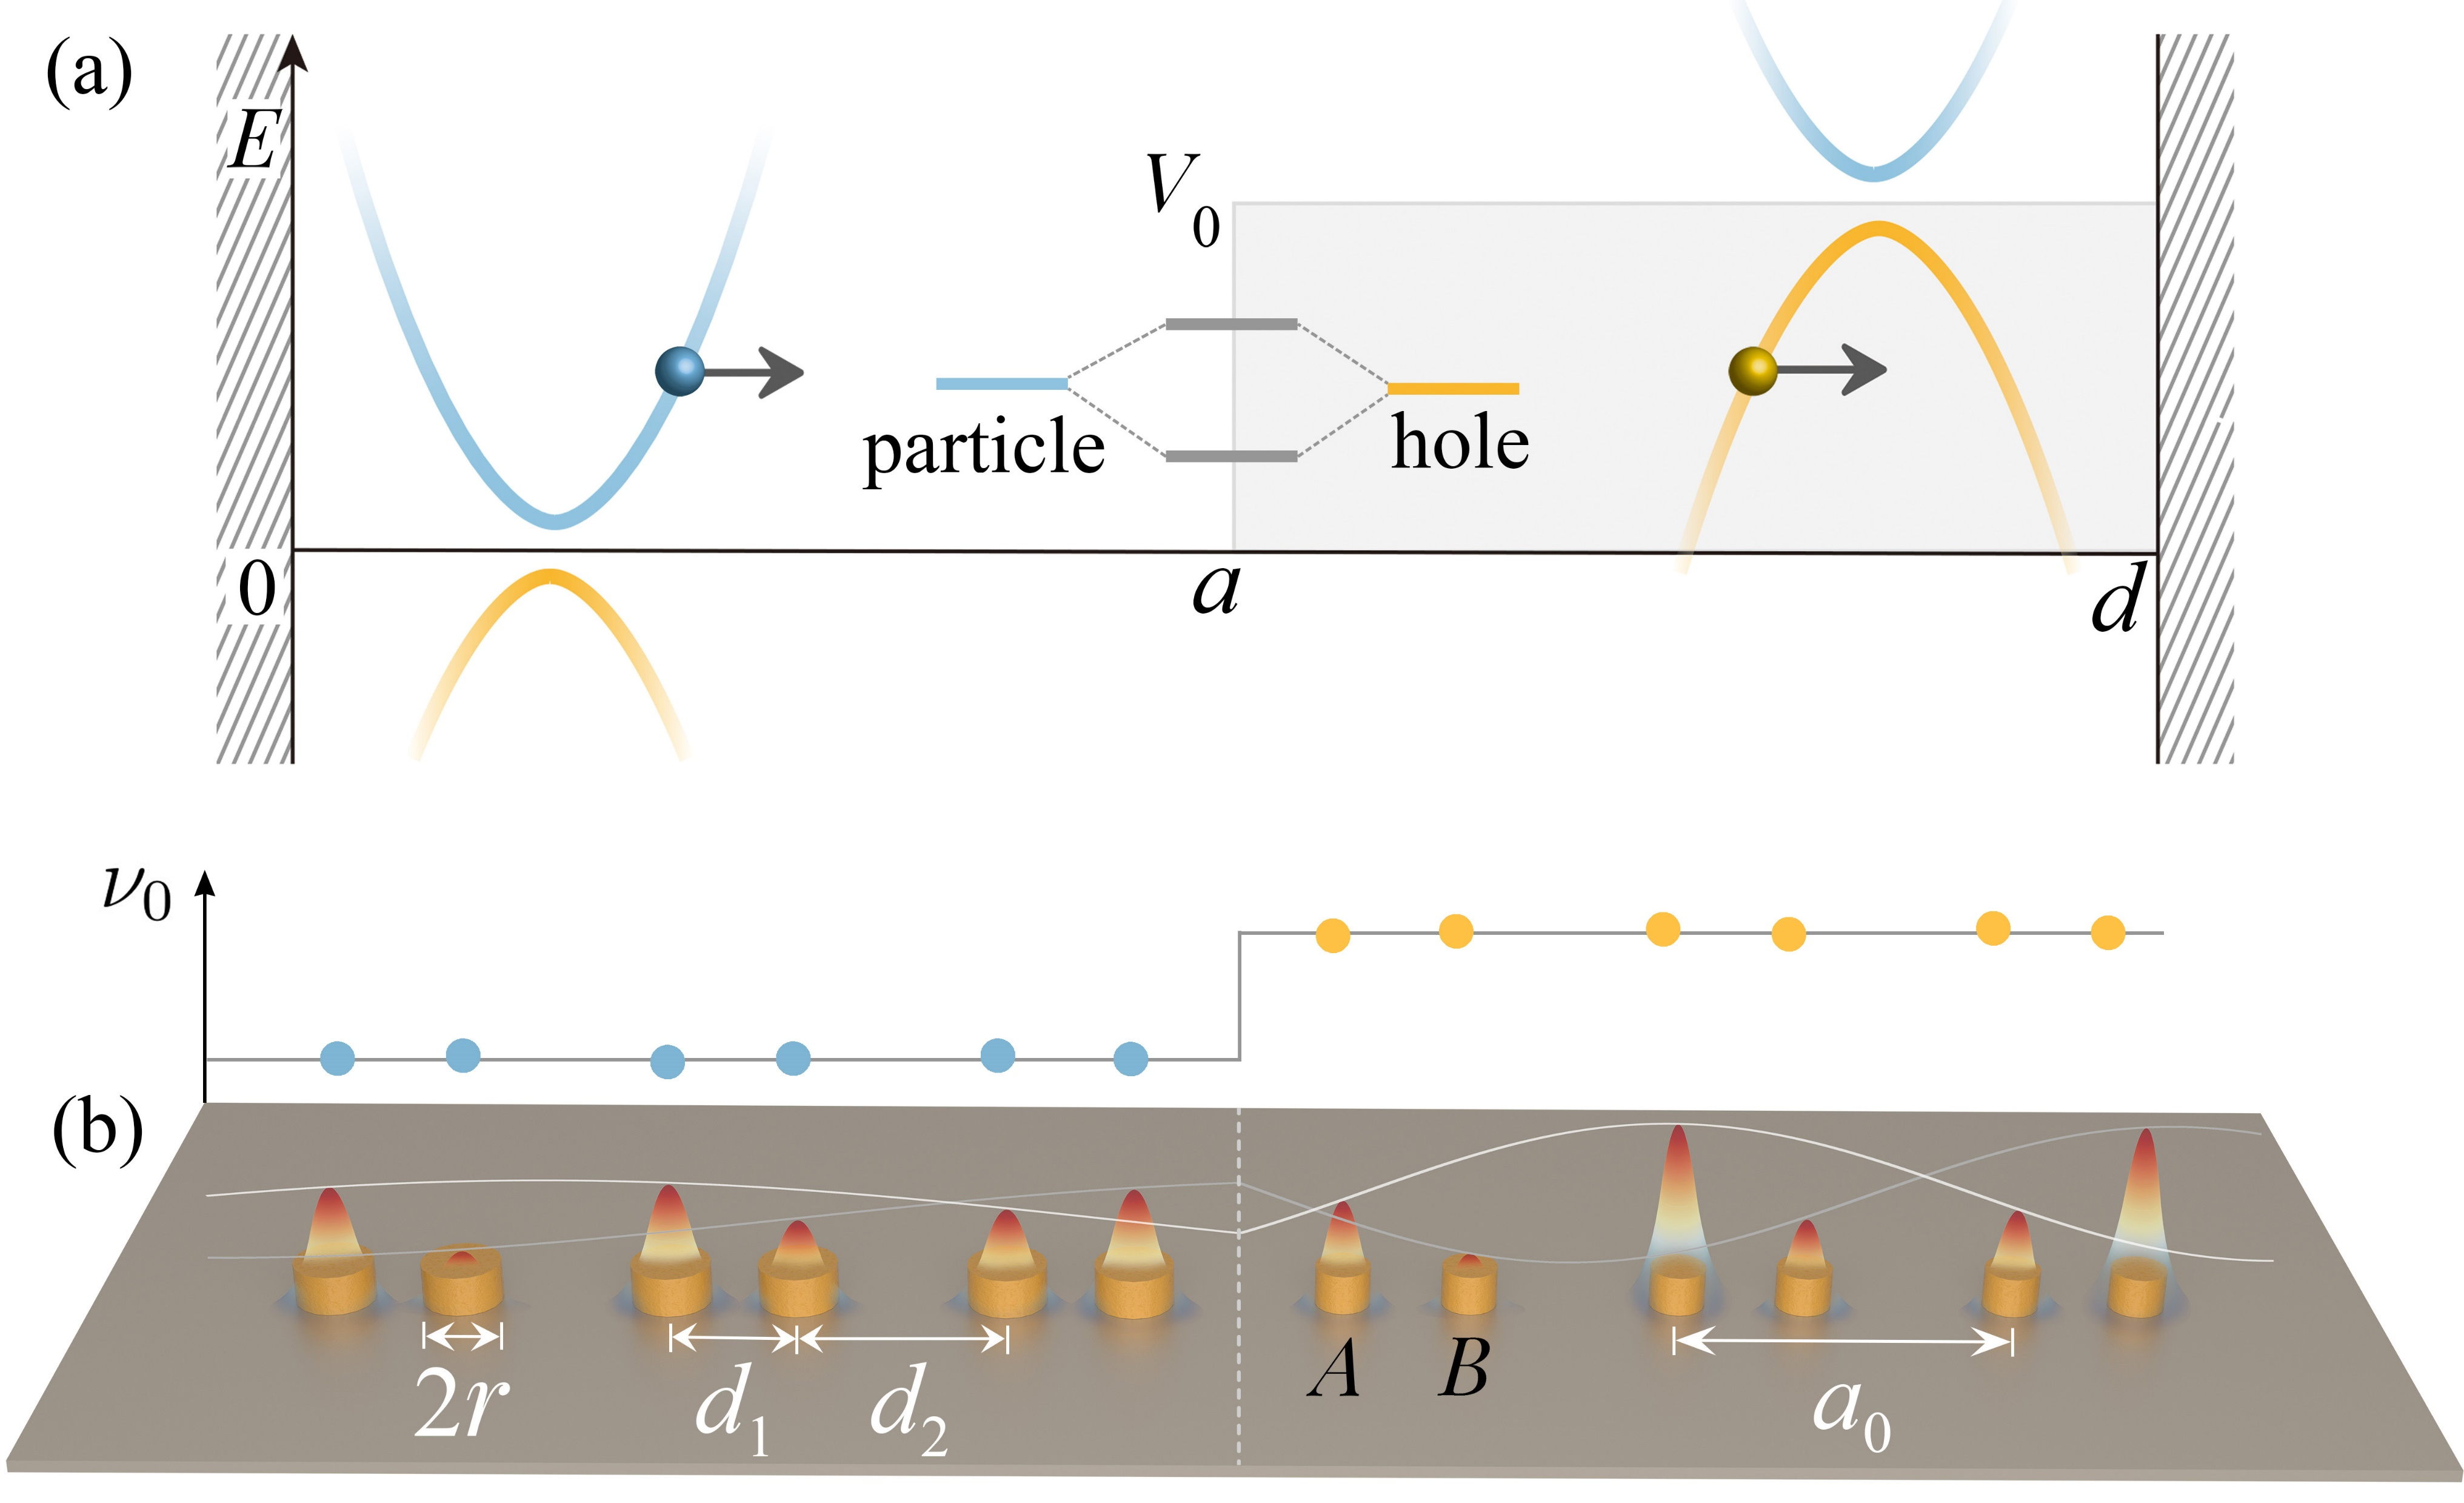 (a)
E
V₀
particle
hole
0
a
d
ν₀
(b)
2r
d₁
d₂
A
B
a₀